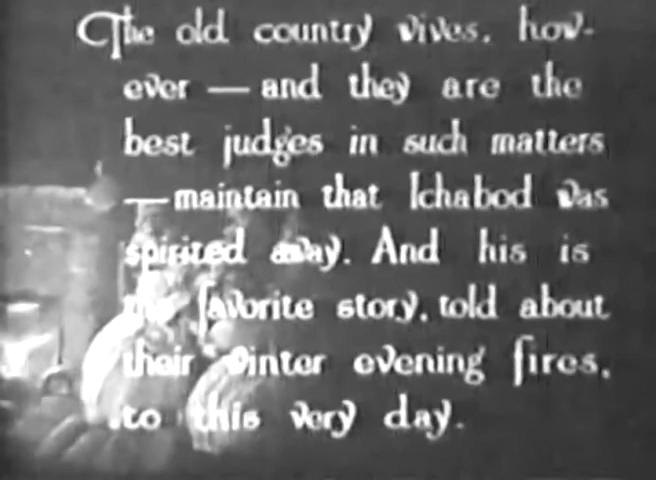 The old country vives, how-
ever — and they are the
best judges in such matters
— maintain that Ichabod was
spirited away. And his is
the favorite story, told about
their winter evening fires,
to this very day.